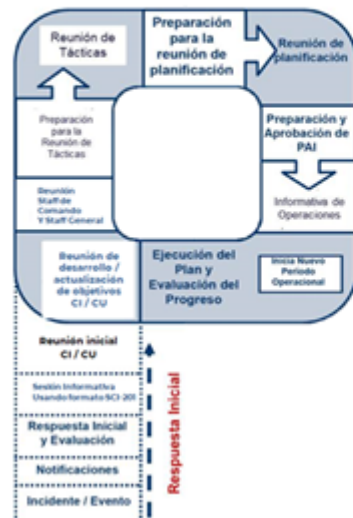 Reunión de
Tácticas
Preparación
para la
reunión de
planificación
Reunión de
planificación
Preparación
para la
Reunión de
Tácticas
Preparación y
Aprobación de
PAI
Informativa de
Operaciones
Reunión
Staff de
Comando
Y Staff General
Reunión de
desarrollo /
actualización
de objetivos
CI / CU
Ejecución del
Plan y
Evaluación del
Progreso
Inicia Nuevo
Periodo
Operacional
Reunión inicial
CI / CU
Sesión Informativa
Usando formato SCI-201
Respuesta Inicial
y Evaluación
Notificaciones
Incidente / Evento
Respuesta Inicial